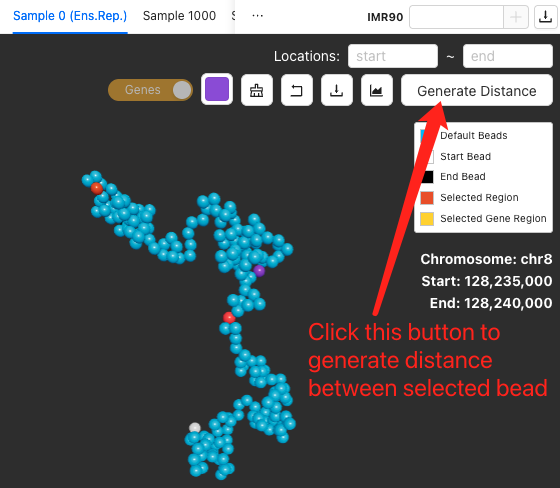 Sample 0 (Ens.Rep.) Sample 1000 ··· IMR90 +
Locations: start ~ end
Genes Generate Distance
Default Beads
Start Bead
End Bead
Selected Region
Selected Gene Region
Chromosome: chr8
Start: 128,235,000
End: 128,240,000
Click this button to
generate distance
between selected bead